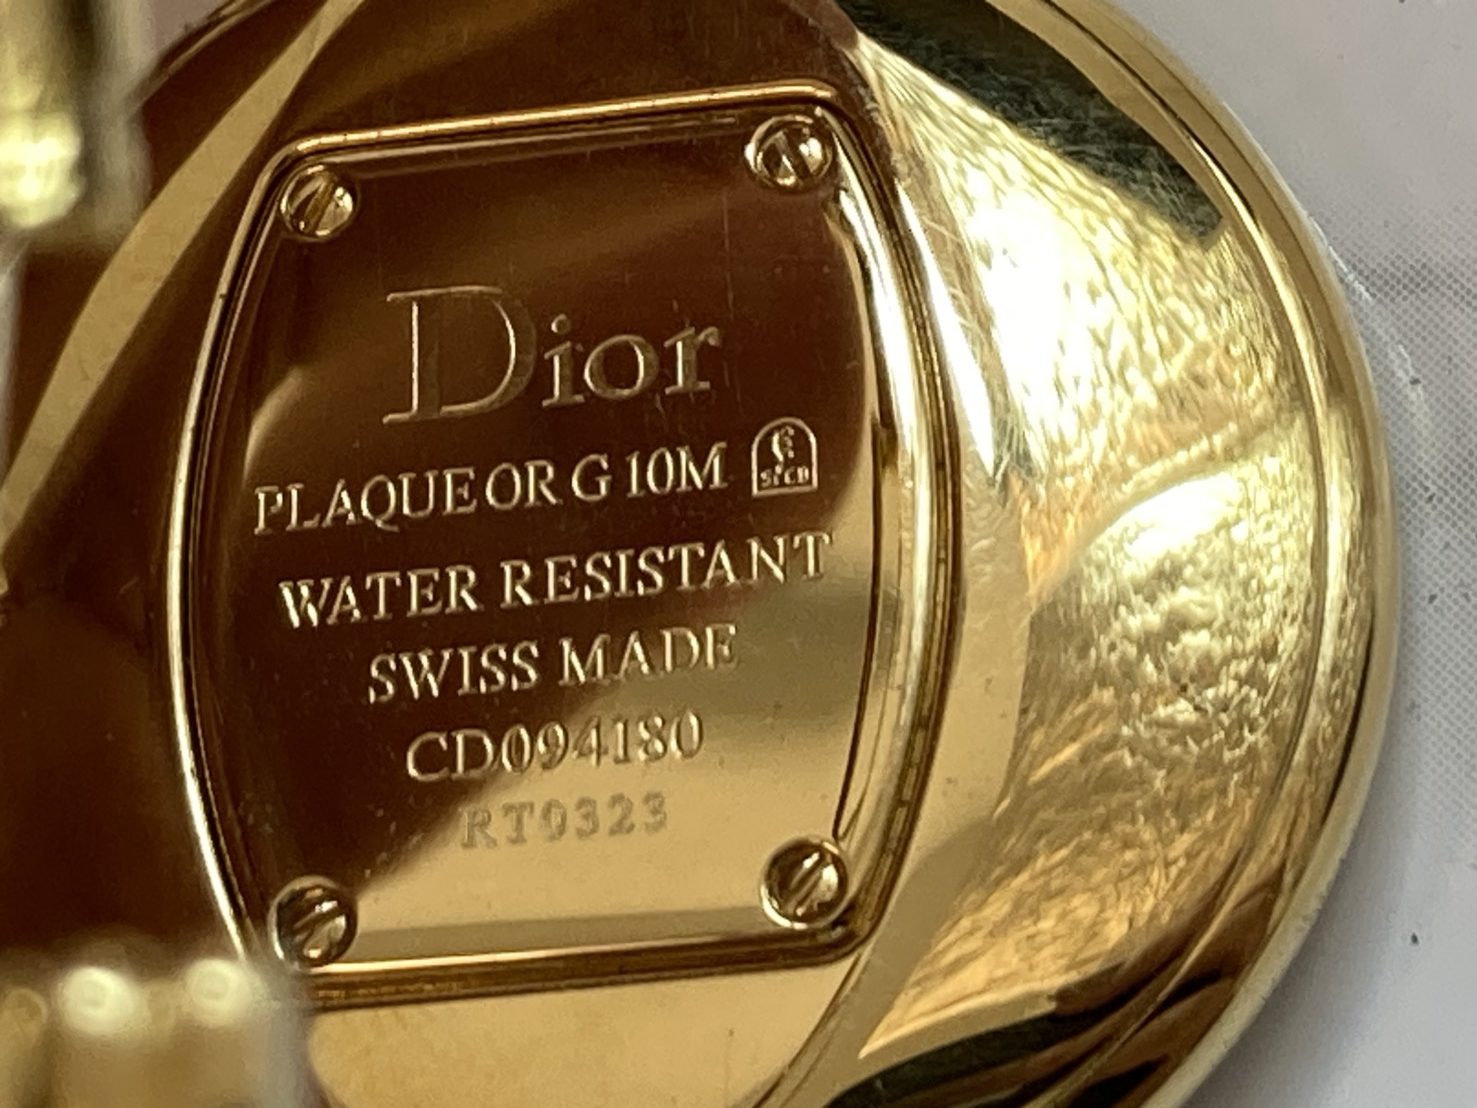 Dior
PLAQUE OR G 10M
WATER RESISTANT
SWISS MADE
CD094180
RT0323